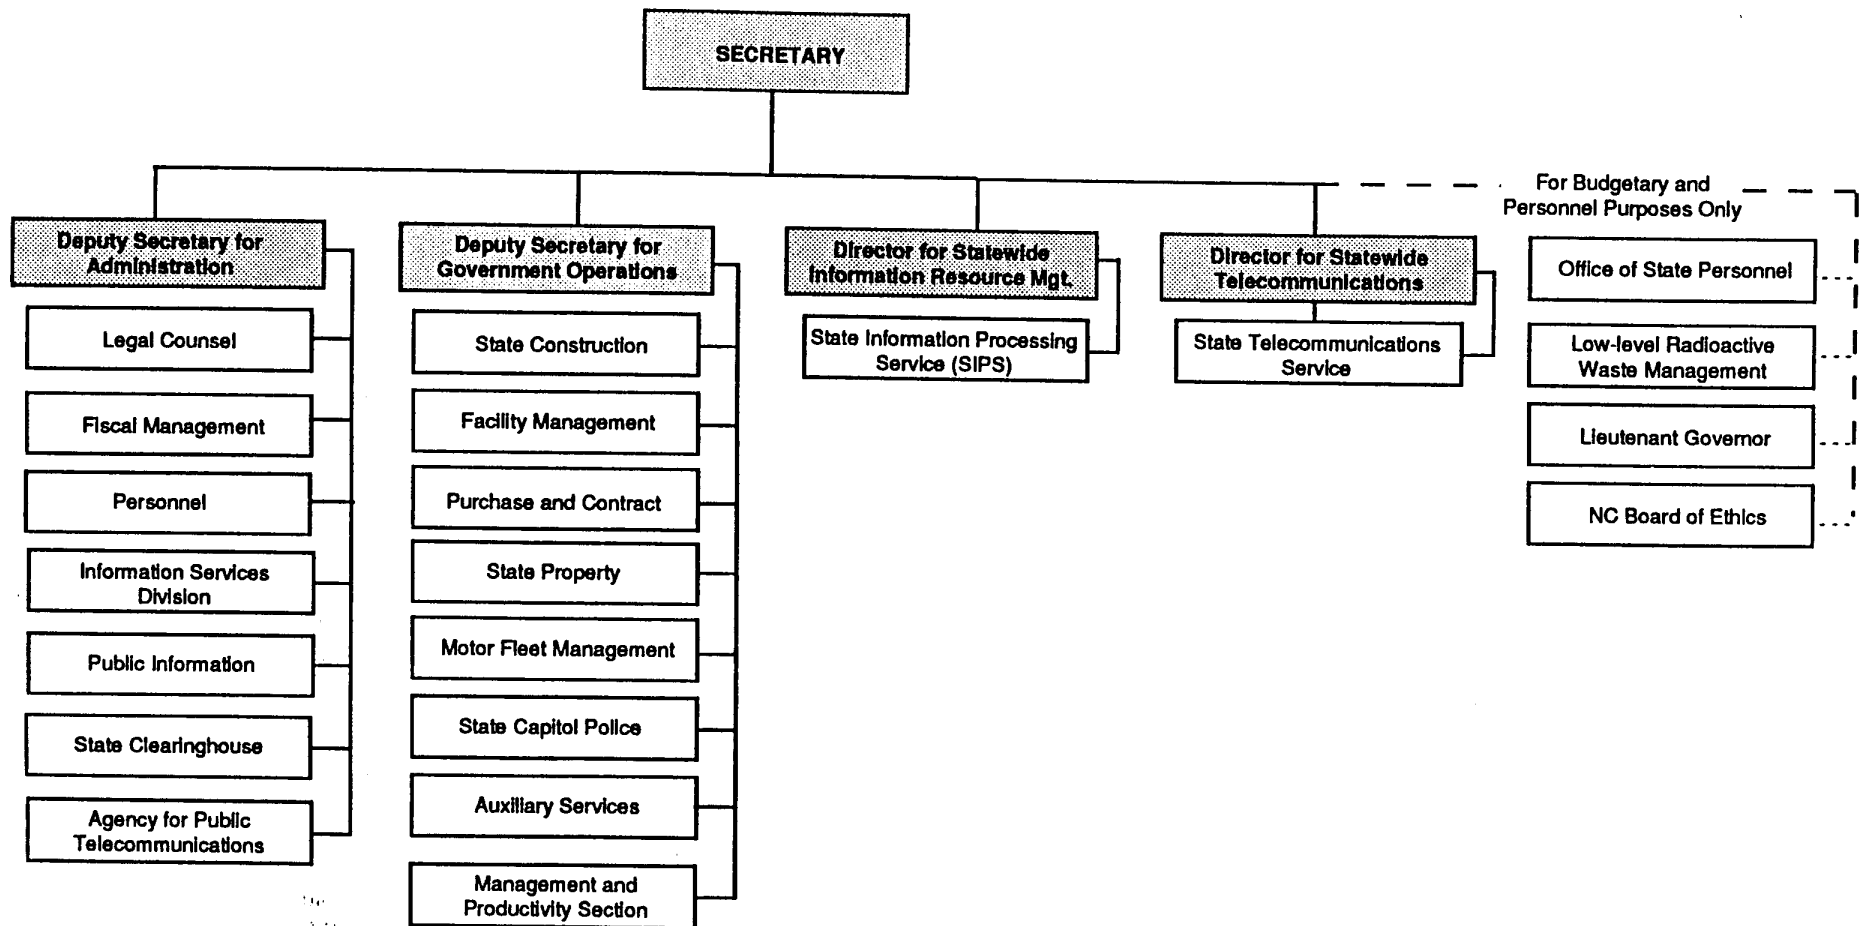 SECRETARY
For Budgetary and
Personnel Purposes Only
Deputy Secretary for
Administration
Legal Counsel
Fiscal Management
Personnel
Information Services
Division
Public Information
State Clearinghouse
Agency for Public
Telecommunications
Deputy Secretary for
Government Operations
State Construction
Facility Management
Purchase and Contract
State Property
Motor Fleet Management
State Capitol Police
Auxiliary Services
Management and
Productivity Section
Director for Statewide
Information Resource Mgt.
State Information Processing
Service (SIPS)
Director for Statewide
Telecommunications
State Telecommunications
Service
Office of State Personnel
Low-level Radioactive
Waste Management
Lieutenant Governor
NC Board of Ethics